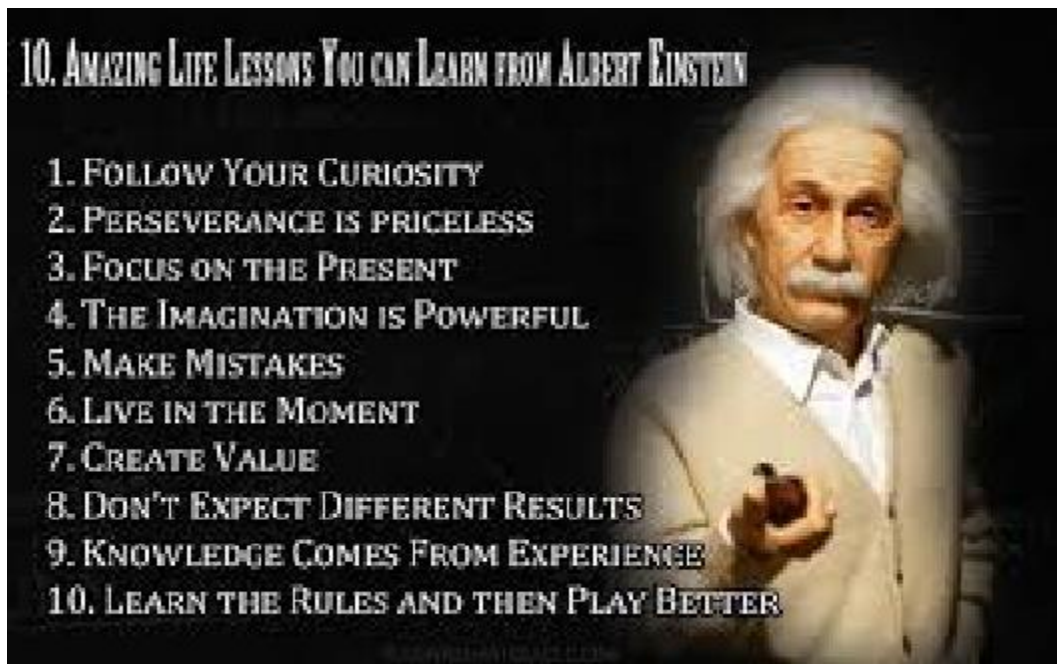 10. Amazing Life Lessons You can Learn from Albert Einstein
1. Follow Your Curiosity
2. Perseverance is priceless
3. Focus on the Present
4. The Imagination is Powerful
5. Make Mistakes
6. Live in the Moment
7. Create Value
8. Don't Expect Different Results
9. Knowledge Comes From Experience
10. Learn the Rules and then Play Better